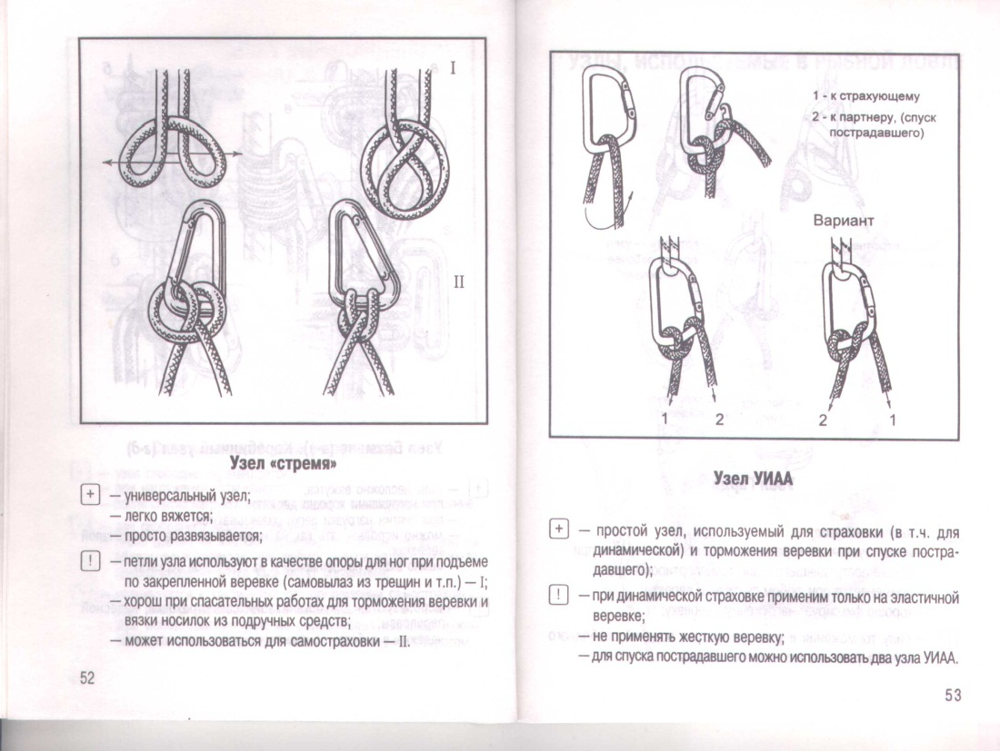 I
II
Узел «стремя»
+ — универсальный узел;
— легко вяжется;
— просто развязывается;
! — петли узла используют в качестве опоры для ног при подъеме
по закрепленной веревке (самовылаз из трещин и т.п.) — I;
— хорош при спасательных работах для торможения веревки и
вязки носилок из подручных средств;
— может использоваться для самостраховки — II.
52
1 - к страхующему
2 - к партнеру, (спуск
пострадавшего)
Вариант
1 2 2 1
Узел УИАА
+ — простой узел, используемый для страховки (в т.ч. для
динамической) и торможения веревки при спуске постра-
давшего);
! — при динамической страховке применим только на эластичной
веревке;
— не применять жесткую веревку;
— для спуска пострадавшего можно использовать два узла УИАА.
53